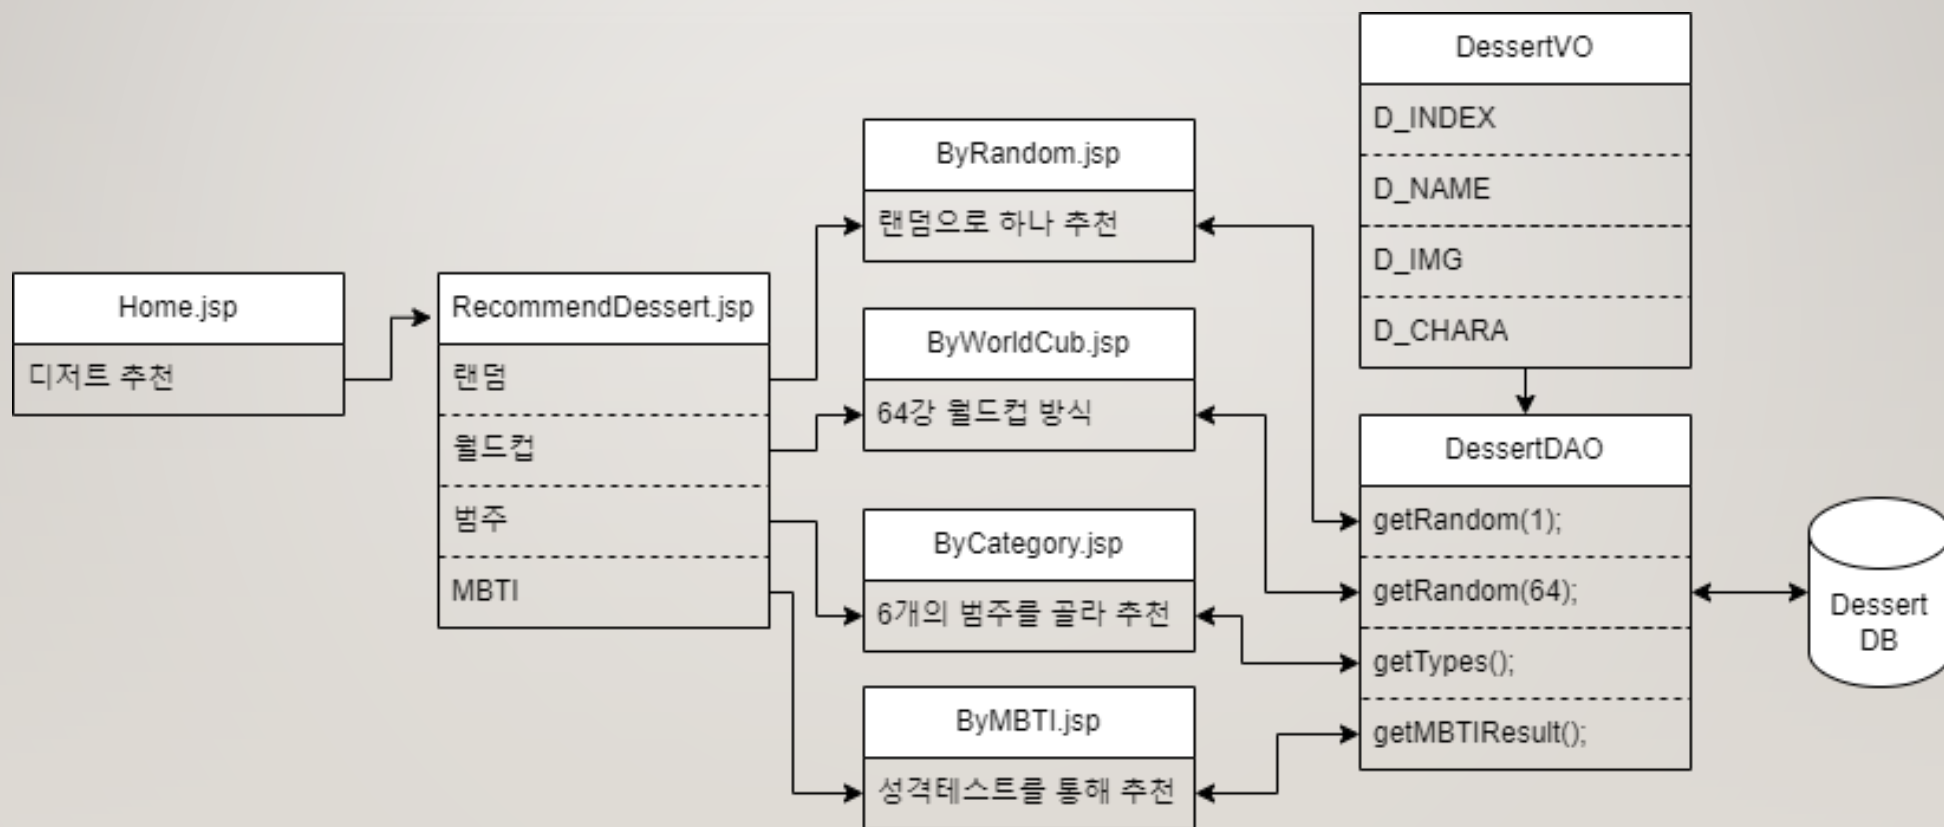 Home.jsp
디저트 추천
RecommendDessert.jsp
랜덤
월드컵
범주
MBTI
ByRandom.jsp
랜덤으로 하나 추천
ByWorldCub.jsp
64강 월드컵 방식
ByCategory.jsp
6개의 범주를 골라 추천
ByMBTI.jsp
성격테스트를 통해 추천
DessertVO
D_INDEX
D_NAME
D_IMG
D_CHARA
DessertDAO
getRandom(1);
getRandom(64);
getTypes();
getMBTIResult();
Dessert
DB